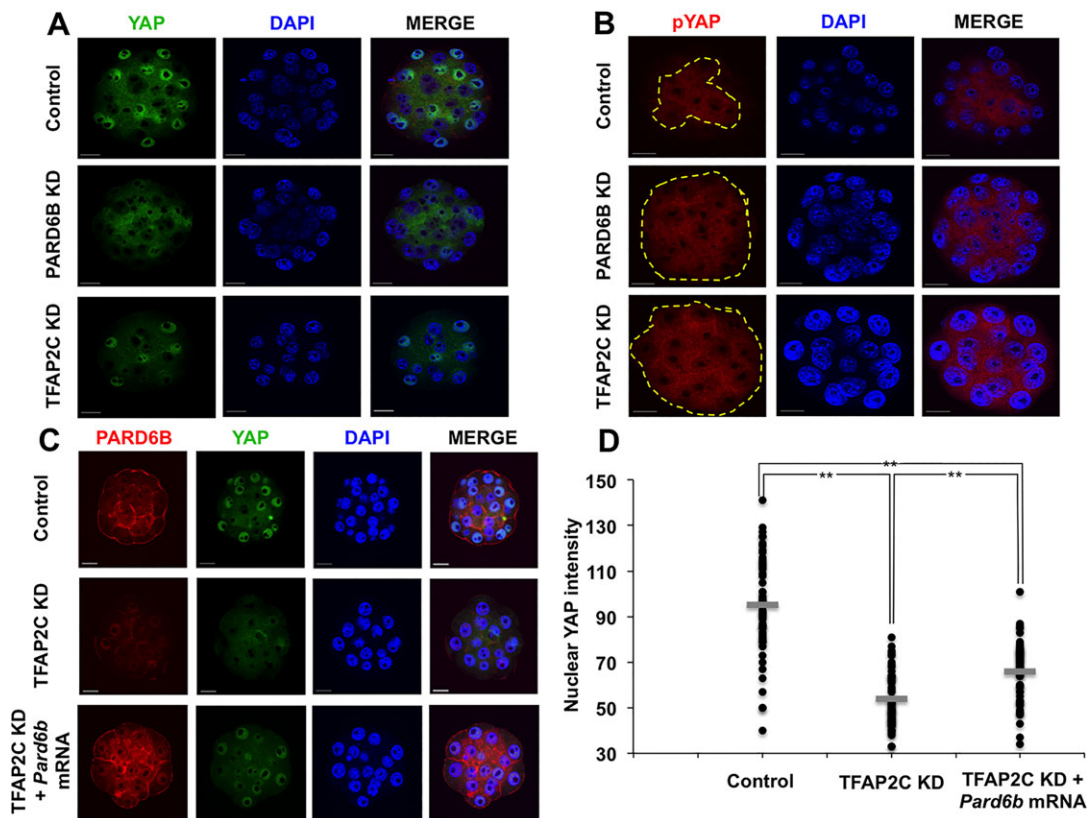 A
YAP
DAPI
MERGE
Control
PARD6B KD
TFAP2C KD
B
pYAP
DAPI
MERGE
Control
PARD6B KD
TFAP2C KD
C
PARD6B
YAP
DAPI
MERGE
Control
TFAP2C KD
TFAP2C KD
+ Pard6b
mRNA
D
**
**
**
Nuclear YAP intensity
150
130
110
90
70
50
30
Control
TFAP2C KD
TFAP2C KD +
Pard6b mRNA